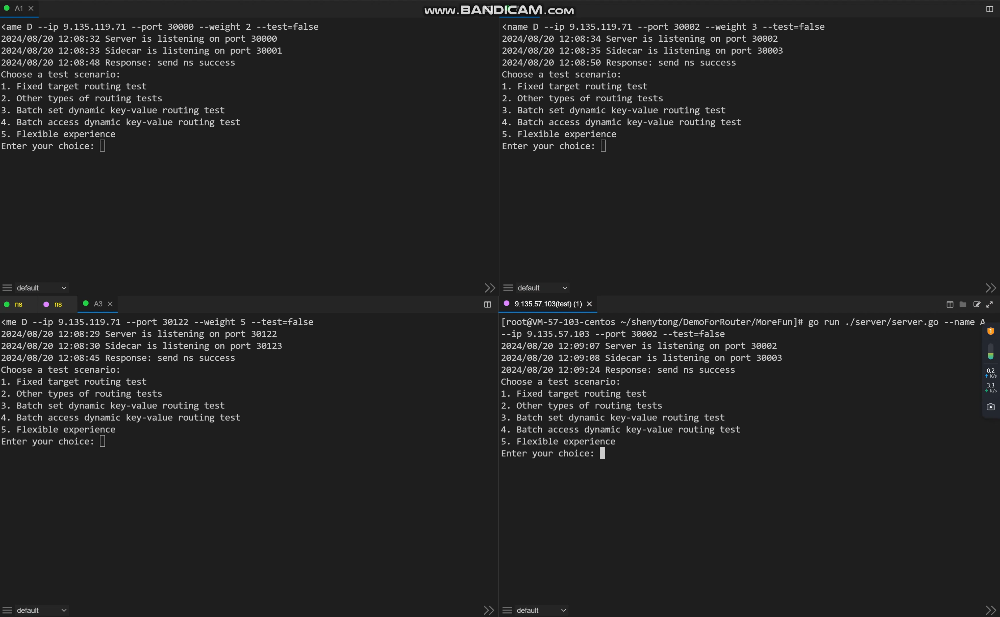 A1
www.BANDICAM.com
<ame D --ip 9.135.119.71 --port 30000 --weight 2 --test=false
2024/08/20 12:08:32 Server is listening on port 30000
2024/08/20 12:08:33 Sidecar is listening on port 30001
2024/08/20 12:08:48 Response: send ns success
Choose a test scenario:
1. Fixed target routing test
2. Other types of routing tests
3. Batch set dynamic key-value routing test
4. Batch access dynamic key-value routing test
5. Flexible experience
Enter your choice:
default
<name D --ip 9.135.119.71 --port 30002 --weight 3 --test=false
2024/08/20 12:08:34 Server is listening on port 30002
2024/08/20 12:08:35 Sidecar is listening on port 30003
2024/08/20 12:08:50 Response: send ns success
Choose a test scenario:
1. Fixed target routing test
2. Other types of routing tests
3. Batch set dynamic key-value routing test
4. Batch access dynamic key-value routing test
5. Flexible experience
Enter your choice:
default
ns ns A3
<me D --ip 9.135.119.71 --port 30122 --weight 5 --test=false
2024/08/20 12:08:29 Server is listening on port 30122
2024/08/20 12:08:30 Sidecar is listening on port 30123
2024/08/20 12:08:45 Response: send ns success
Choose a test scenario:
1. Fixed target routing test
2. Other types of routing tests
3. Batch set dynamic key-value routing test
4. Batch access dynamic key-value routing test
5. Flexible experience
Enter your choice:
default
9.135.57.103(test) (1)
[root@VM-57-103-centos ~/shenytong/DemoForRouter/MoreFun]# go run ./server/server.go --name A
--ip 9.135.57.103 --port 30002 --test=false
2024/08/20 12:09:07 Server is listening on port 30002
2024/08/20 12:09:08 Sidecar is listening on port 30003
2024/08/20 12:09:24 Response: send ns success
Choose a test scenario:
1. Fixed target routing test
2. Other types of routing tests
3. Batch set dynamic key-value routing test
4. Batch access dynamic key-value routing test
5. Flexible experience
Enter your choice:
default
1
0.2
K/s
3.3
K/s